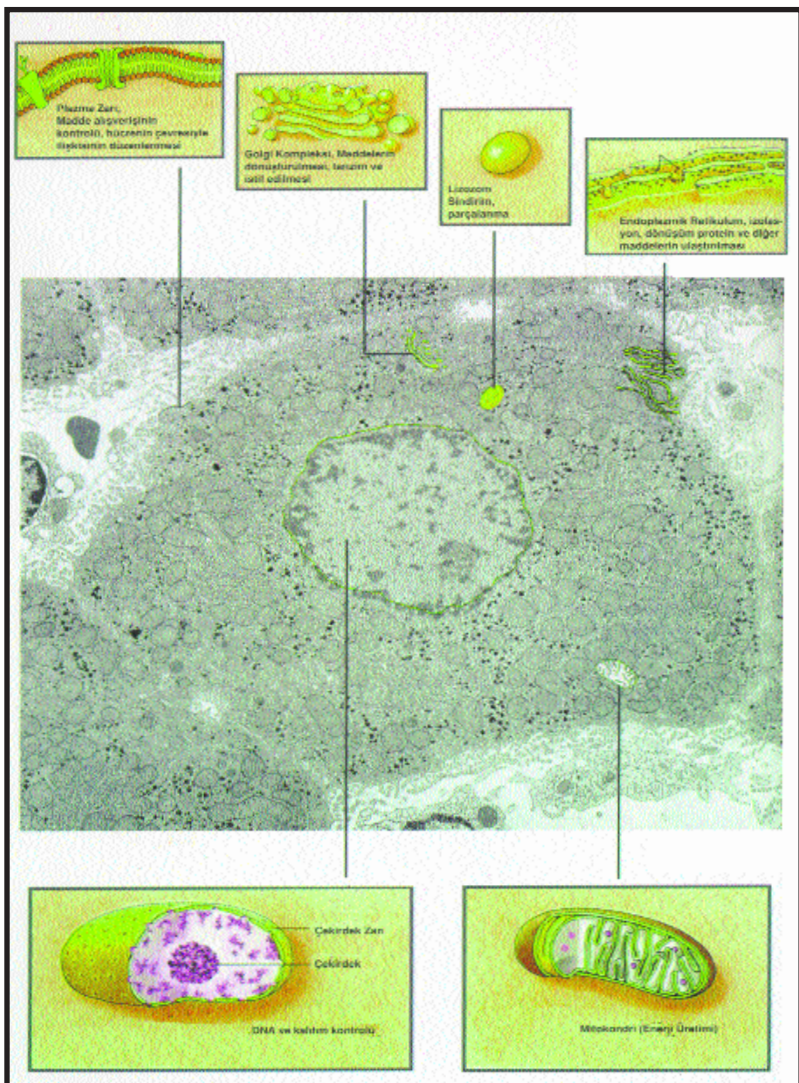 Plazma Zarı,
Madde alışverişinin
kontrolü, hücrenin çevresiyle
ilişkisinin düzenlenmesi
Golgi Kompleksi, Maddelerin
dönüştürülmesi, tanzim ve
istif edilmesi
Lizozom
Sindirim,
parçalanma
Endoplazmik Retikulum, izolas-
yon, dönüşüm protein ve diğer
maddelerin ulaştırılması
Çekirdek Zarı
Çekirdek
DNA ve kalıtım kontrolü
Mitokondri (Enerji Üretimi)